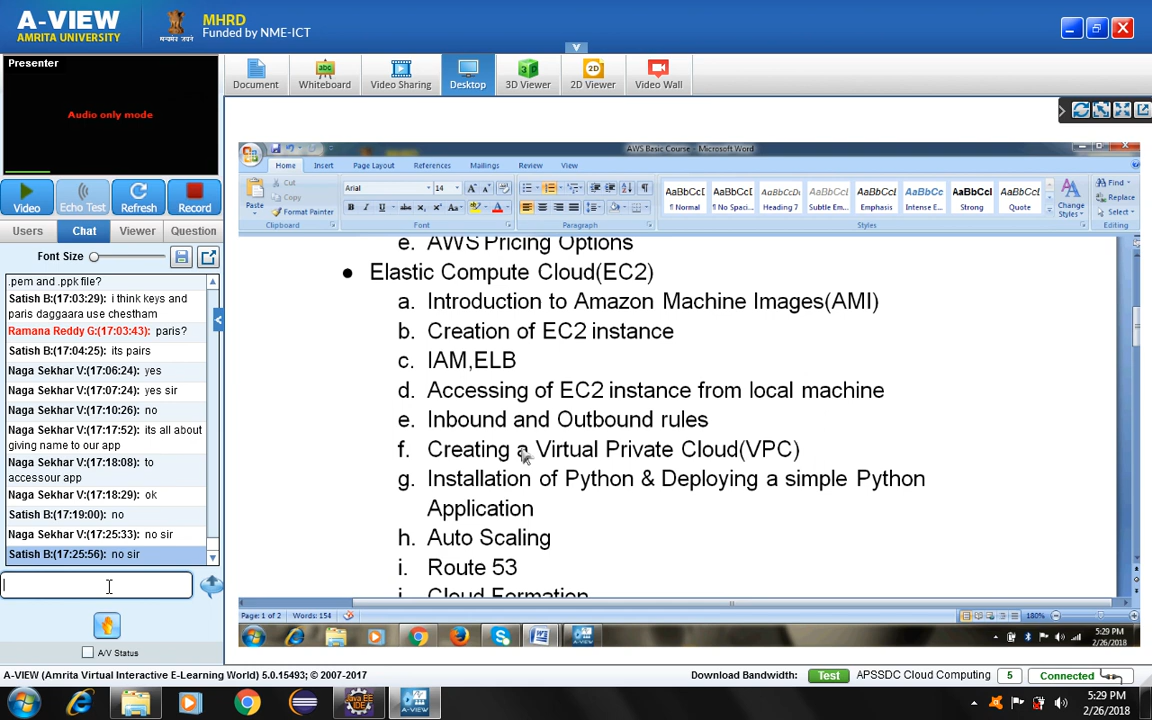 A-VIEW
AMRITA UNIVERSITY
MHRD
Funded by NME-ICT
Presenter
Audio only mode
Document
Whiteboard
Video Sharing
Desktop
3D Viewer
2D Viewer
Video Wall
Video
Echo Test
Refresh
Record
Users
Chat
Viewer
Question
Font Size
.pem and .ppk file?
Satish B:(17:03:29): i think keys and
paris daggaara use chestham
Ramana Reddy G:(17:03:43): paris?
Satish B:(17:04:25): its pairs
Naga Sekhar V:(17:06:24): yes
Naga Sekhar V:(17:07:24): yes sir
Naga Sekhar V:(17:10:26): no
Naga Sekhar V:(17:17:52): its all about
giving name to our app
Naga Sekhar V:(17:18:08): to
accessour app
Naga Sekhar V:(17:18:29): ok
Satish B:(17:19:00): no
Naga Sekhar V:(17:25:33): no sir
Satish B:(17:25:56): no sir
A/V Status
AWS Basic Course - Microsoft Word
Home
Insert
Page Layout
References
Mailings
Review
View
Cut
Copy
Format Painter
Paste
Clipboard
Arial
14
Font
Paragraph
AaBbCcI
AaBbCcI
AaBbCcD
AaBbCcI
AaBbCcI
AaBbCc
AaBbCcI
AaBbCcI
¶ Normal
¶ No Spaci...
Heading 7
Subtle Em...
Emphasis
Intense E...
Strong
Quote
Change
Styles
Styles
Find
Replace
Select
Editing
e. AWS Pricing Options
● Elastic Compute Cloud(EC2)
a. Introduction to Amazon Machine Images(AMI)
b. Creation of EC2 instance
c. IAM,ELB
d. Accessing of EC2 instance from local machine
e. Inbound and Outbound rules
f. Creating a Virtual Private Cloud(VPC)
g. Installation of Python & Deploying a simple Python
Application
h. Auto Scaling
i. Route 53
j. Cloud Formation
Page: 1 of 2
Words: 154
180%
5:29 PM
2/26/2018
A-VIEW (Amrita Virtual Interactive E-Learning World) 5.0.15493; © 2007-2017
Download Bandwidth:
Test
APSSDC Cloud Computing
5
Connected
5:29 PM
2/26/2018